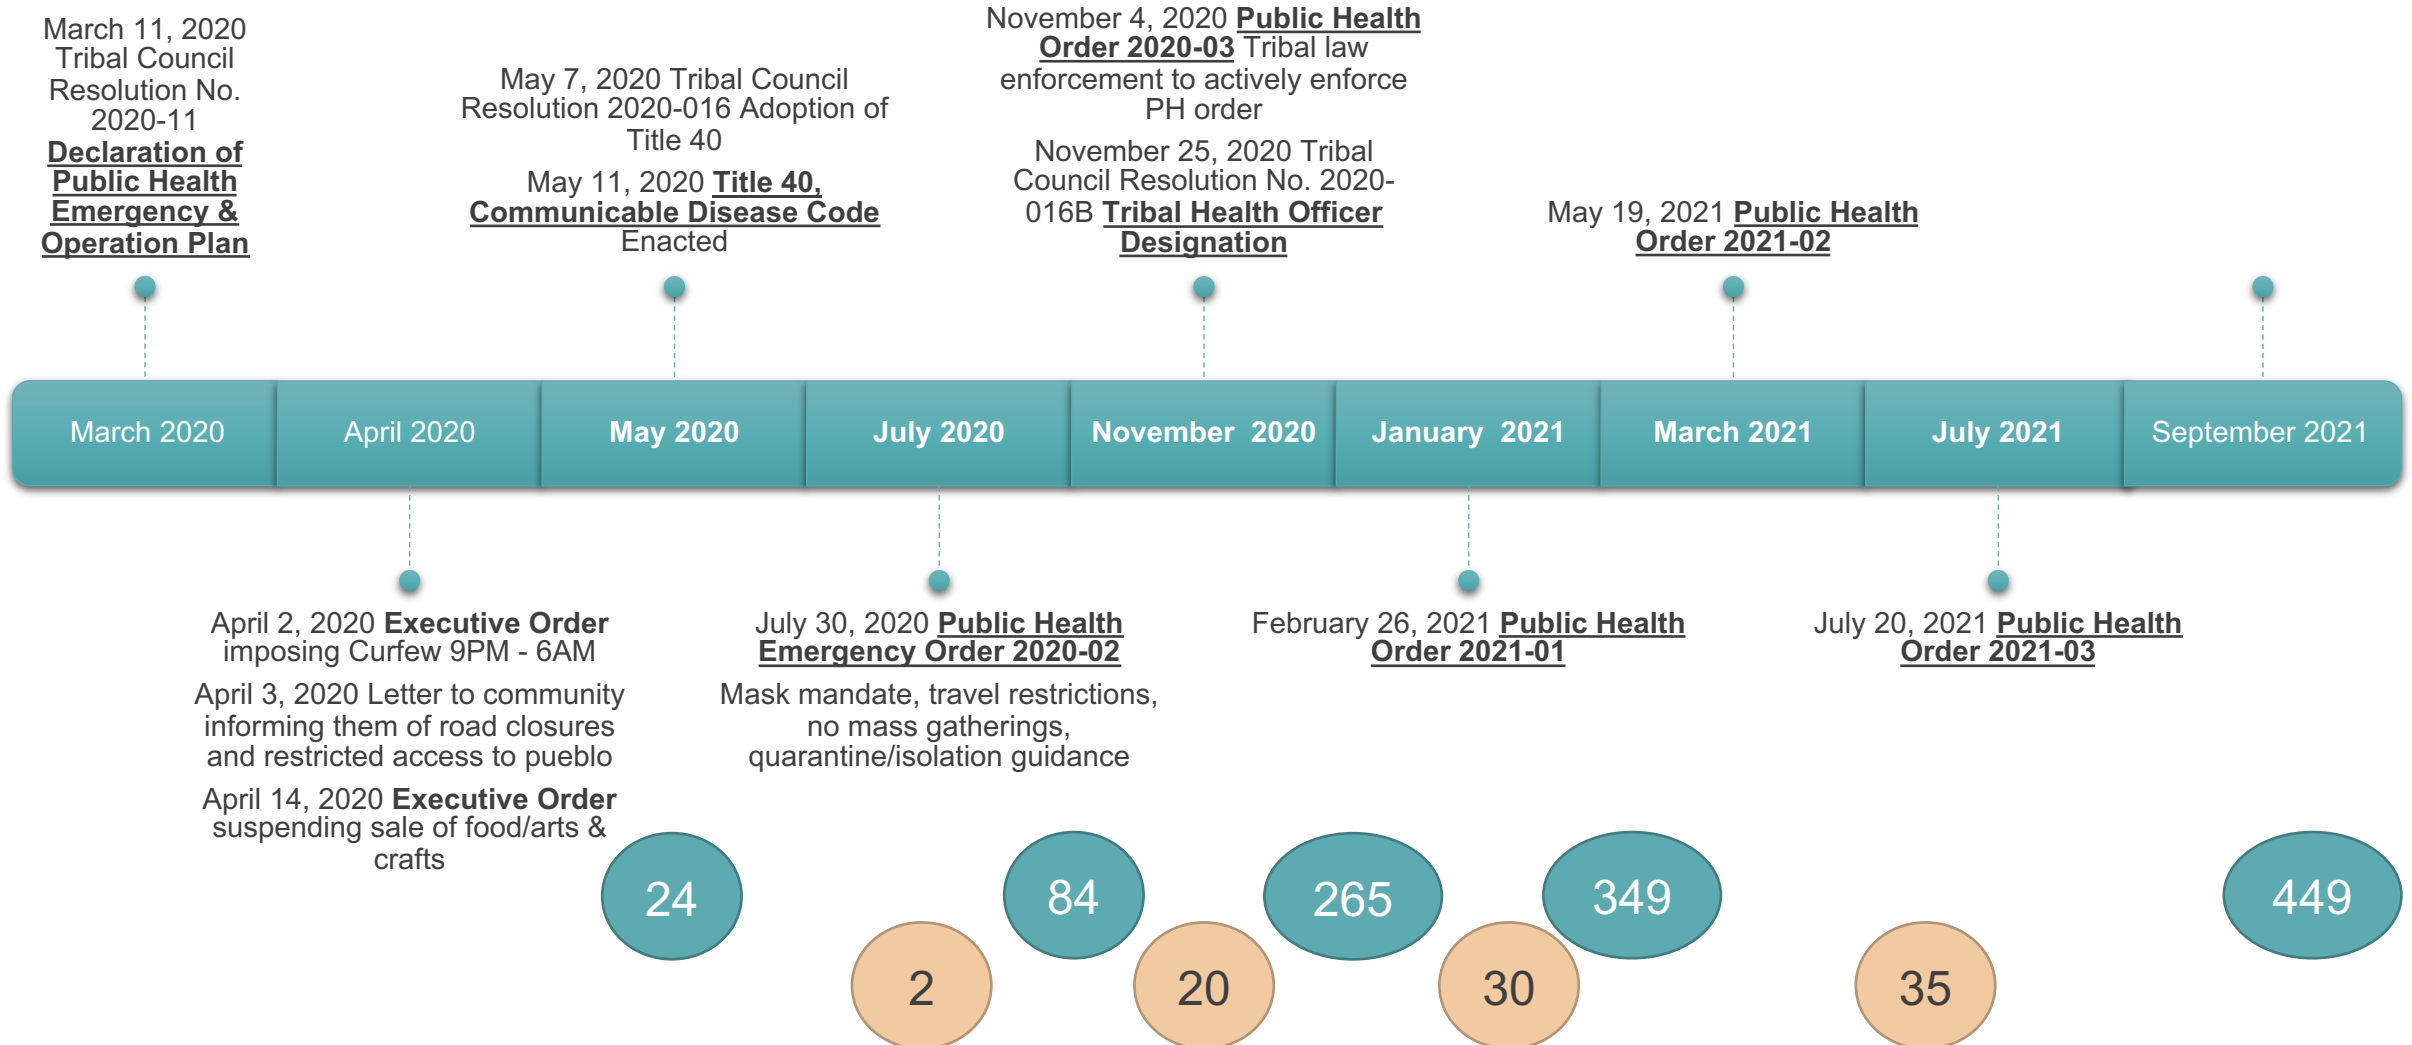 March 11, 2020
Tribal Council
Resolution No.
2020-11
Declaration of
Public Health
Emergency &
Operation Plan
May 7, 2020 Tribal Council
Resolution 2020-016 Adoption of
Title 40
May 11, 2020 Title 40,
Communicable Disease Code
Enacted
November 4, 2020 Public Health
Order 2020-03 Tribal law
enforcement to actively enforce
PH order
November 25, 2020 Tribal
Council Resolution No. 2020-
016B Tribal Health Officer
Designation
May 19, 2021 Public Health
Order 2021-02
March 2020
April 2020
May 2020
July 2020
November 2020
January 2021
March 2021
July 2021
September 2021
April 2, 2020 Executive Order
imposing Curfew 9PM - 6AM
April 3, 2020 Letter to community
informing them of road closures
and restricted access to pueblo
April 14, 2020 Executive Order
suspending sale of food/arts &
crafts
July 30, 2020 Public Health
Emergency Order 2020-02
Mask mandate, travel restrictions,
no mass gatherings,
quarantine/isolation guidance
February 26, 2021 Public Health
Order 2021-01
July 20, 2021 Public Health
Order 2021-03
24
84
265
349
449
2
20
30
35